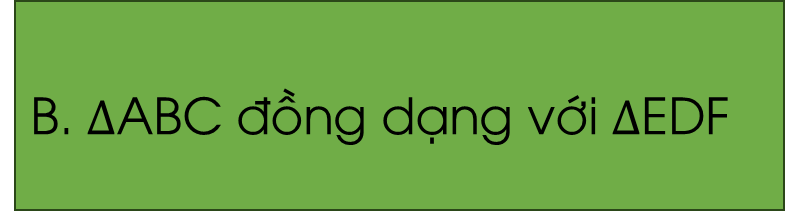 B. ΔABC đồng dạng với ΔEDF